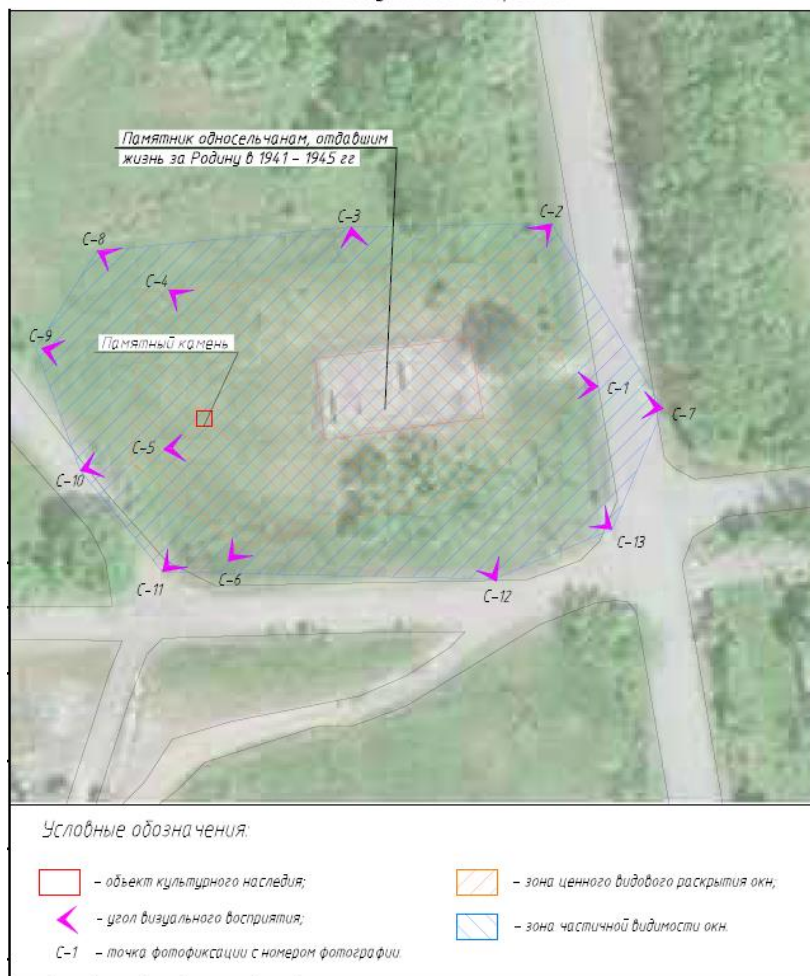 Памятник односельчанам, отдавшим
жизнь за Родину в 1941 - 1945 гг
С-3
С-2
С-8
С-4
С-9
Памятный камень
С-1
С-7
С-5
С-10
С-13
С-6
С-11
С-12
Условные обозначения:
- объект культурного наследия;
- зона ценного видового раскрытия окн;
- угол визуального восприятия;
- зона частичной видимости окн.
С-1 - точка фотофиксации с номером фотографии.